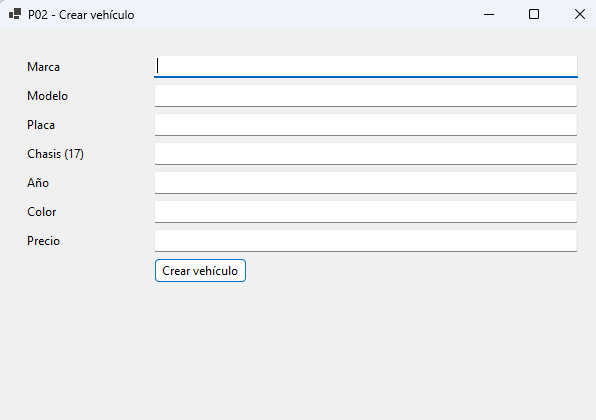 P02 - Crear vehículo
Marca
Modelo
Placa
Chasis (17)
Año
Color
Precio
Crear vehículo